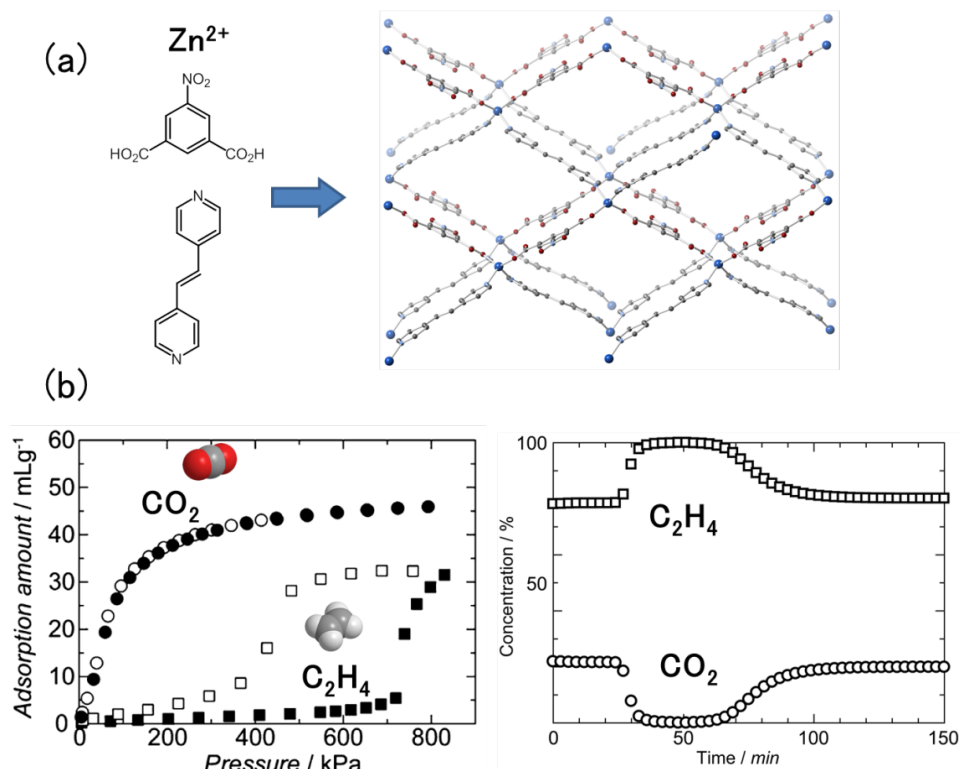 (a)
Zn²⁺
NO₂
HO₂C
CO₂H
N
N
(b)
60
50
40
30
20
10
0
Adsorption amount / mLg⁻¹
CO₂
C₂H₄
0
200
400
600
800
Pressure / kPa
100
50
0
Concentration / %
C₂H₄
CO₂
0
50
100
150
Time / min